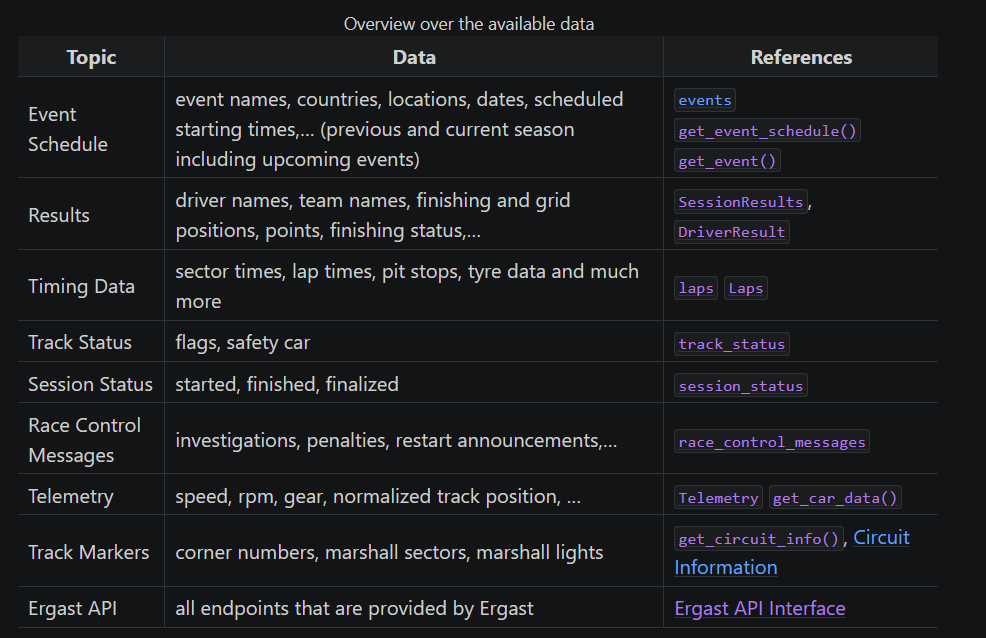 Overview over the available data
Topic Data References
Event
Schedule
event names, countries, locations, dates, scheduled
starting times,... (previous and current season
including upcoming events)
events
get_event_schedule()
get_event()
Results
driver names, team names, finishing and grid
positions, points, finishing status,...
SessionResults,
DriverResult
Timing Data
sector times, lap times, pit stops, tyre data and much
more
laps Laps
Track Status
flags, safety car
track_status
Session Status
started, finished, finalized
session_status
Race Control
Messages
investigations, penalties, restart announcements,...
race_control_messages
Telemetry
speed, rpm, gear, normalized track position, ...
Telemetry get_car_data()
Track Markers
corner numbers, marshall sectors, marshall lights
get_circuit_info(), Circuit
Information
Ergast API
all endpoints that are provided by Ergast
Ergast API Interface